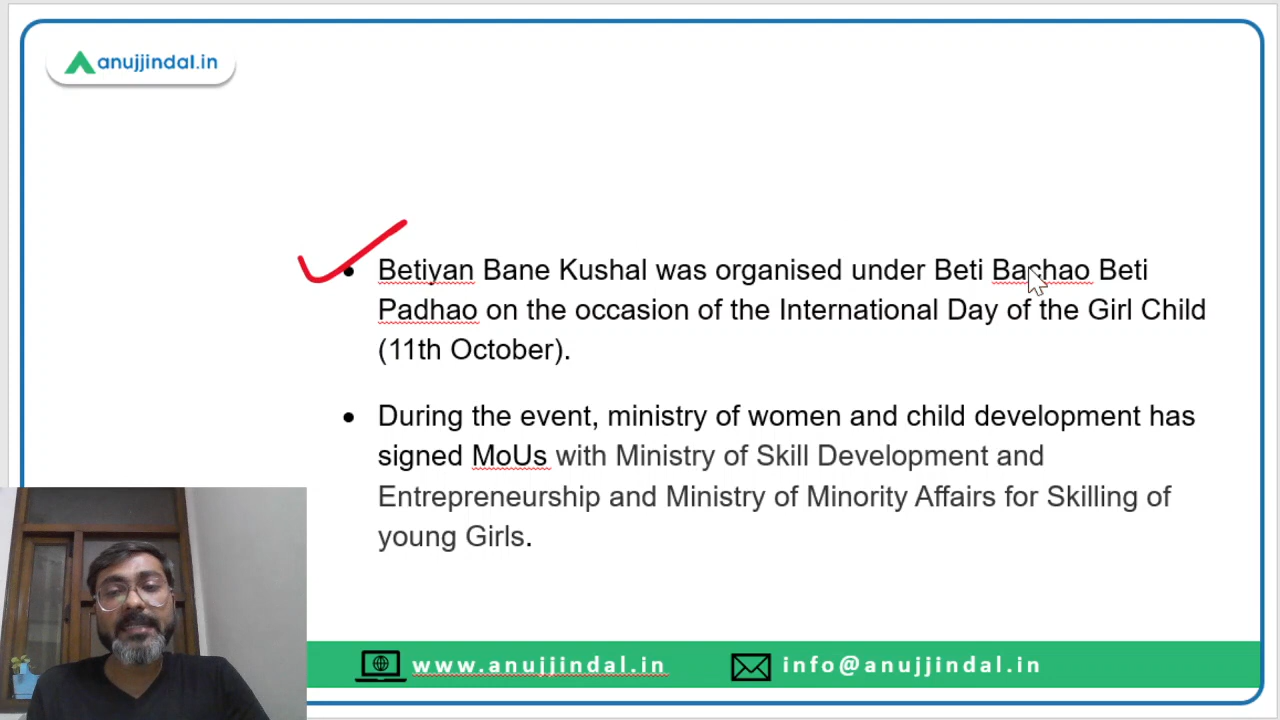 anujjindal.in
Betiyan Bane Kushal was organised under Beti Bachao Beti
Padhao on the occasion of the International Day of the Girl Child
(11th October).
During the event, ministry of women and child development has
signed MoUs with Ministry of Skill Development and
Entrepreneurship and Ministry of Minority Affairs for Skilling of
young Girls.
www.anujjindal.in
info@anujjindal.in